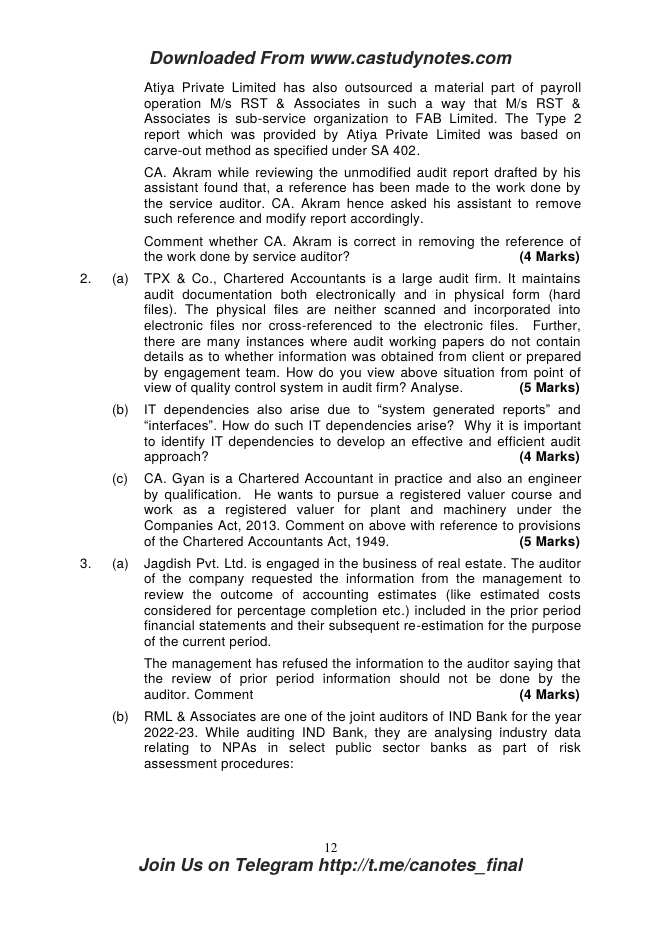 Downloaded From www.castudynotes.com
Atiya Private Limited has also outsourced a material part of payroll
operation M/s RST & Associates in such a way that M/s RST &
Associates is sub-service organization to FAB Limited. The Type 2
report which was provided by Atiya Private Limited was based on
carve-out method as specified under SA 402.
CA. Akram while reviewing the unmodified audit report drafted by his
assistant found that, a reference has been made to the work done by
the service auditor. CA. Akram hence asked his assistant to remove
such reference and modify report accordingly.
Comment whether CA. Akram is correct in removing the reference of
the work done by service auditor? (4 Marks)
2. (a) TPX & Co., Chartered Accountants is a large audit firm. It maintains
audit documentation both electronically and in physical form (hard
files). The physical files are neither scanned and incorporated into
electronic files nor cross-referenced to the electronic files. Further,
there are many instances where audit working papers do not contain
details as to whether information was obtained from client or prepared
by engagement team. How do you view above situation from point of
view of quality control system in audit firm? Analyse. (5 Marks)
(b) IT dependencies also arise due to “system generated reports” and
“interfaces”. How do such IT dependencies arise? Why it is important
to identify IT dependencies to develop an effective and efficient audit
approach? (4 Marks)
(c) CA. Gyan is a Chartered Accountant in practice and also an engineer
by qualification. He wants to pursue a registered valuer course and
work as a registered valuer for plant and machinery under the
Companies Act, 2013. Comment on above with reference to provisions
of the Chartered Accountants Act, 1949. (5 Marks)
3. (a) Jagdish Pvt. Ltd. is engaged in the business of real estate. The auditor
of the company requested the information from the management to
review the outcome of accounting estimates (like estimated costs
considered for percentage completion etc.) included in the prior period
financial statements and their subsequent re-estimation for the purpose
of the current period.
The management has refused the information to the auditor saying that
the review of prior period information should not be done by the
auditor. Comment (4 Marks)
(b) RML & Associates are one of the joint auditors of IND Bank for the year
2022-23. While auditing IND Bank, they are analysing industry data
relating to NPAs in select public sector banks as part of risk
assessment procedures:
12
Join Us on Telegram http://t.me/canotes_final